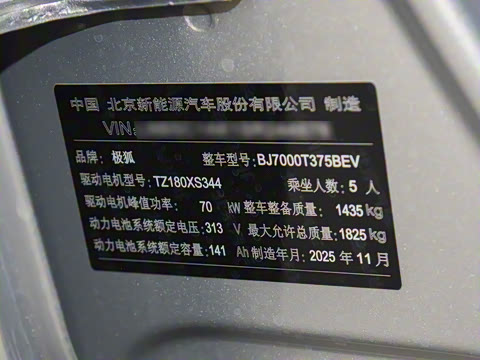 中国 北京新能源汽车股份有限公司 制造
VIN:
品牌: 极狐 整车型号: BJ7000T375BEV
驱动电机型号: TZ180XS344 乘坐人数: 5 人
驱动电机峰值功率: 70 kW 整车整备质量: 1435 kg
动力电池系统额定电压: 313 V 最大允许总质量: 1825 kg
动力电池系统额定容量: 141 Ah 制造年月: 2025 年 11 月